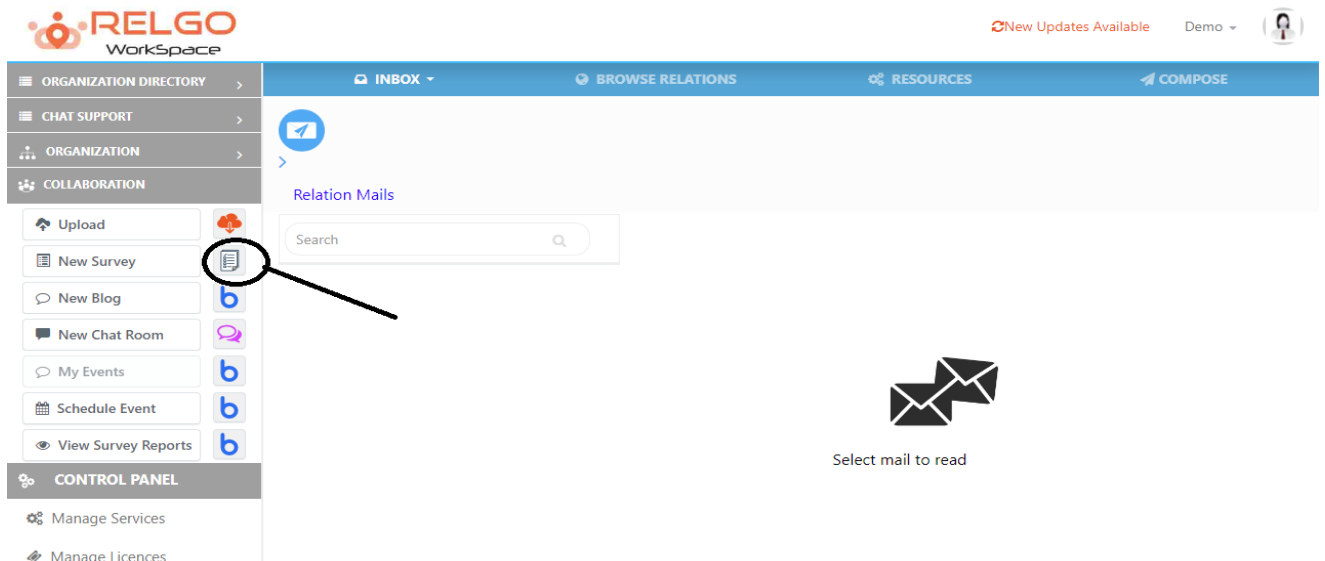 RELGO
WorkSpace
New Updates Available
Demo
ORGANIZATION DIRECTORY
INBOX
BROWSE RELATIONS
RESOURCES
COMPOSE
CHAT SUPPORT
ORGANIZATION
COLLABORATION
Relation Mails
Upload
Search
New Survey
New Blog
b
New Chat Room
My Events
b
Schedule Event
b
View Survey Reports
b
Select mail to read
CONTROL PANEL
Manage Services
Manage Licences